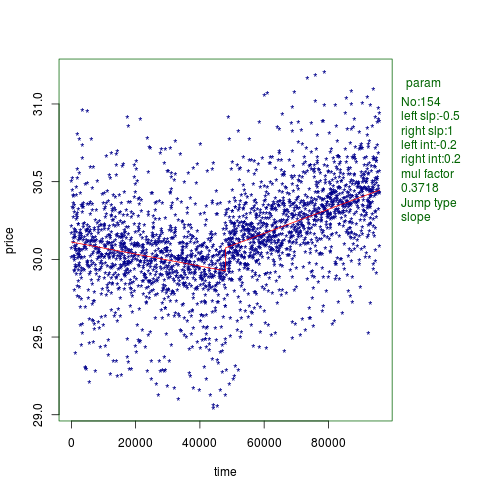 param
No:154
left slp:-0.5
right slp:1
left int:-0.2
right int:0.2
mul factor
0.3718
Jump type
slope
31.0
30.5
30.0
29.5
29.0
price
0 20000 40000 60000 80000
time